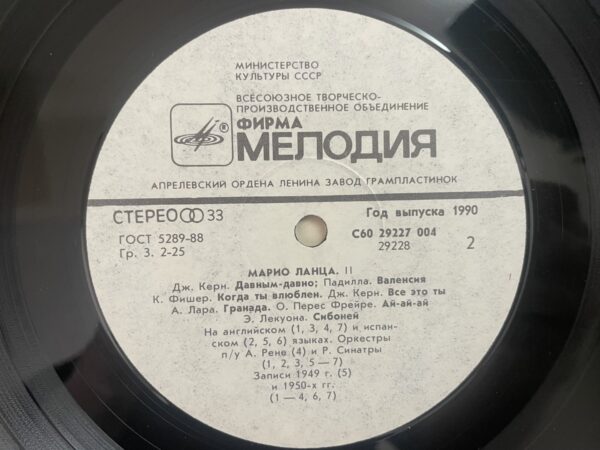 МИНИСТЕРСТВО
КУЛЬТУРЫ СССР
ВСЕСОЮЗНОЕ ТВОРЧЕСКО-
ПРОИЗВОДСТВЕННОЕ ОБЪЕДИНЕНИЕ
® ФИРМА
МЕЛОДИЯ
АПРЕЛЕВСКИЙ ОРДЕНА ЛЕНИНА ЗАВОД ГРАМПЛАСТИНОК
СТЕРЕО 33
Год выпуска 1990
ГОСТ 5289-88
С60 29227 004
Гр. 3. 2-25
29228
2
МАРИО ЛАНЦА. II
Дж. Керн. Давным-давно; Падилла. Валенсия
К. Фишер. Когда ты влюблен. Дж. Керн. Все это ты
А. Лара. Гранада. О. Перес Фрейре. Ай-ай-ай
Э. Лекуона. Сибоней
На английском (1, 3, 4, 7) и испан-
ском (2, 5, 6) языках. Оркестры
п/у А. Рене (4) и Р. Синатры
(1, 2, 3, 5—7)
Записи 1949 г. (5)
и 1950-х гг.
(1—4, 6, 7)